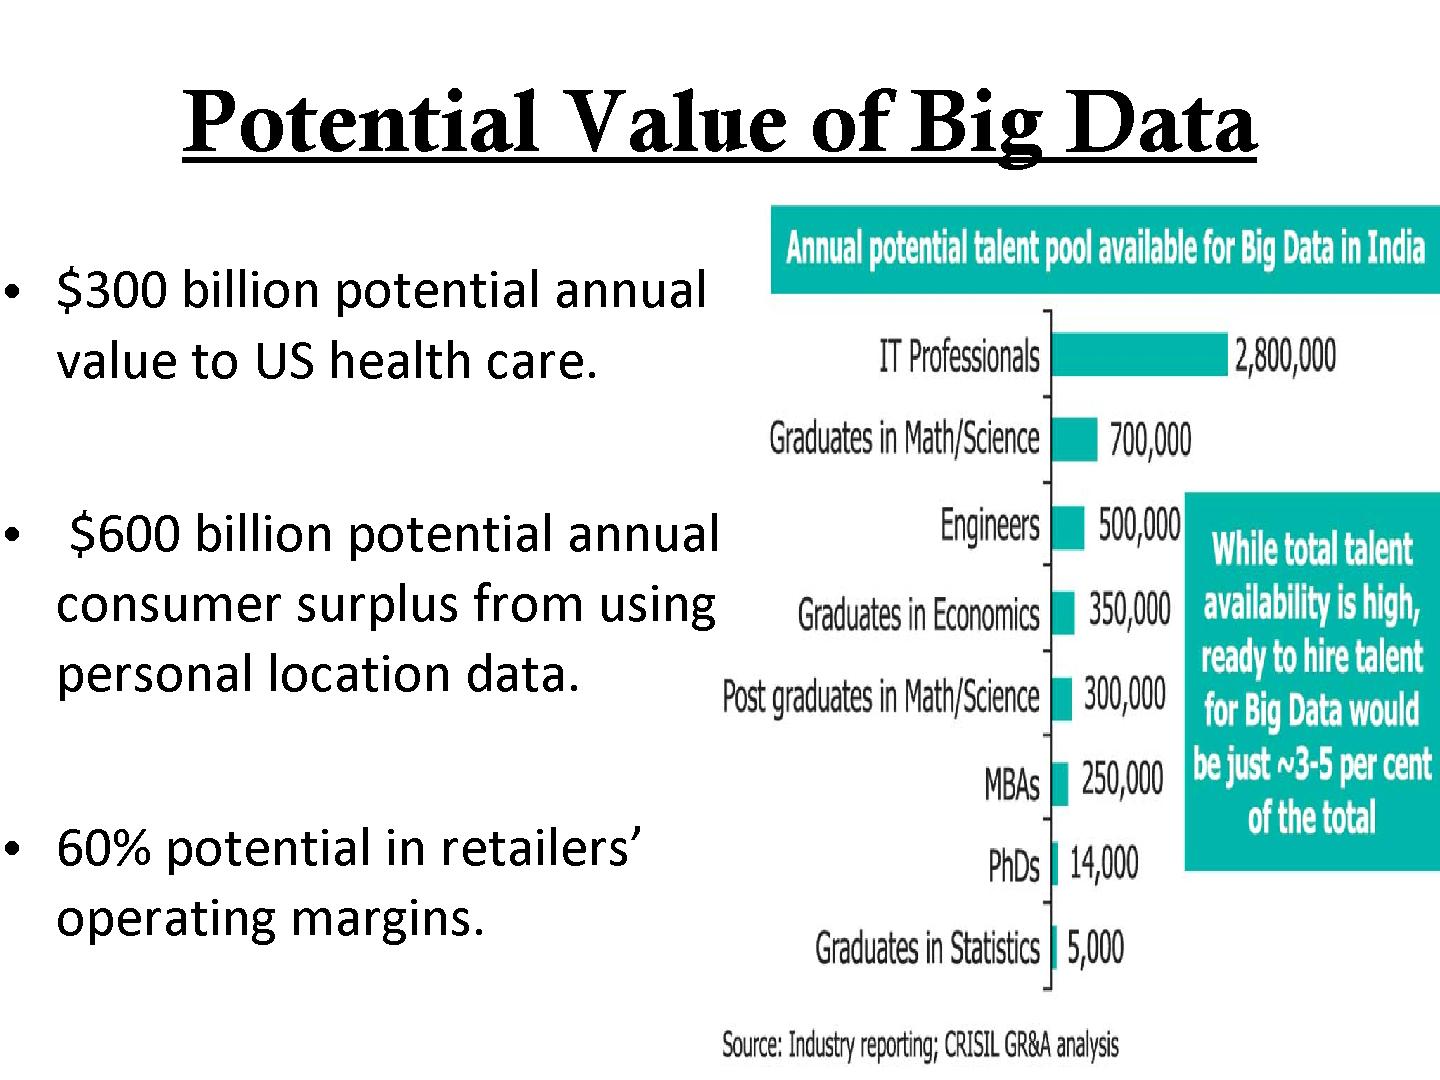 Potential Value of Big Data
• $300 billion potential annual
value to US health care.
• $600 billion potential annual
consumer surplus from using
personal location data.
• 60% potential in retailers’
operating margins.
Annual potential talent pool available for Big Data in India
IT Professionals 2,800,000
Graduates in Math/Science 700,000
Engineers 500,000
Graduates in Economics 350,000
Post graduates in Math/Science 300,000
MBAs 250,000
PhDs 14,000
Graduates in Statistics 5,000
While total talent
availability is high,
ready to hire talent
for Big Data would
be just ~3-5 per cent
of the total
Source: Industry reporting; CRISIL GR&A analysis